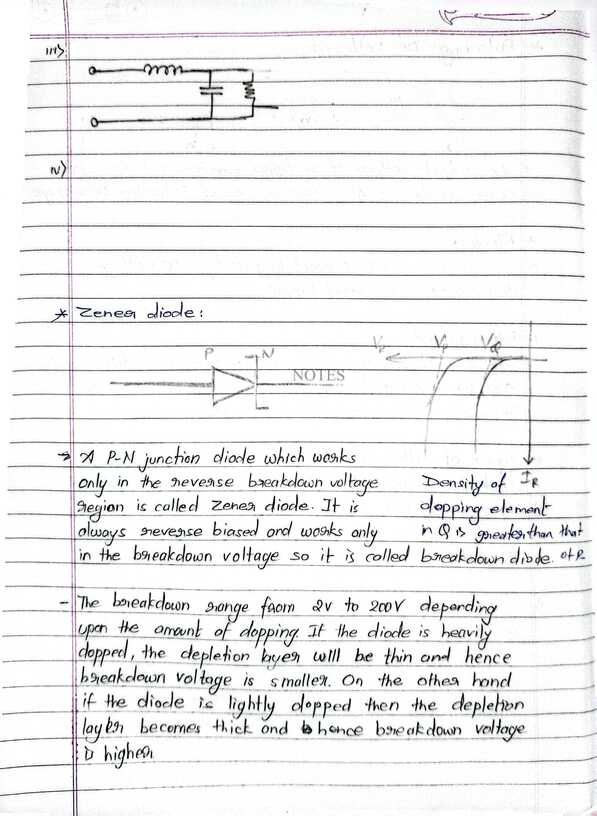 iii)
iv)
* Zener diode:
P N
NOTES
Vr Vp VQ
IR
→ A P-N junction diode which works
only in the reverse breakdown voltage
region is called Zener diode. It is
always reverse biased and works only
in the breakdown voltage so it is called breakdown diode.
Density of
dopping element
in Q is greater than that
of P
- The breakdown range from 2V to 200V depending
upon the amount of dopping. If the diode is heavily
dopped, the depletion layer will be thin and hence
breakdown voltage is smaller. On the other hand
if the diode is lightly dopped then the depletion
layer becomes thick and hence breakdown voltage
is higher